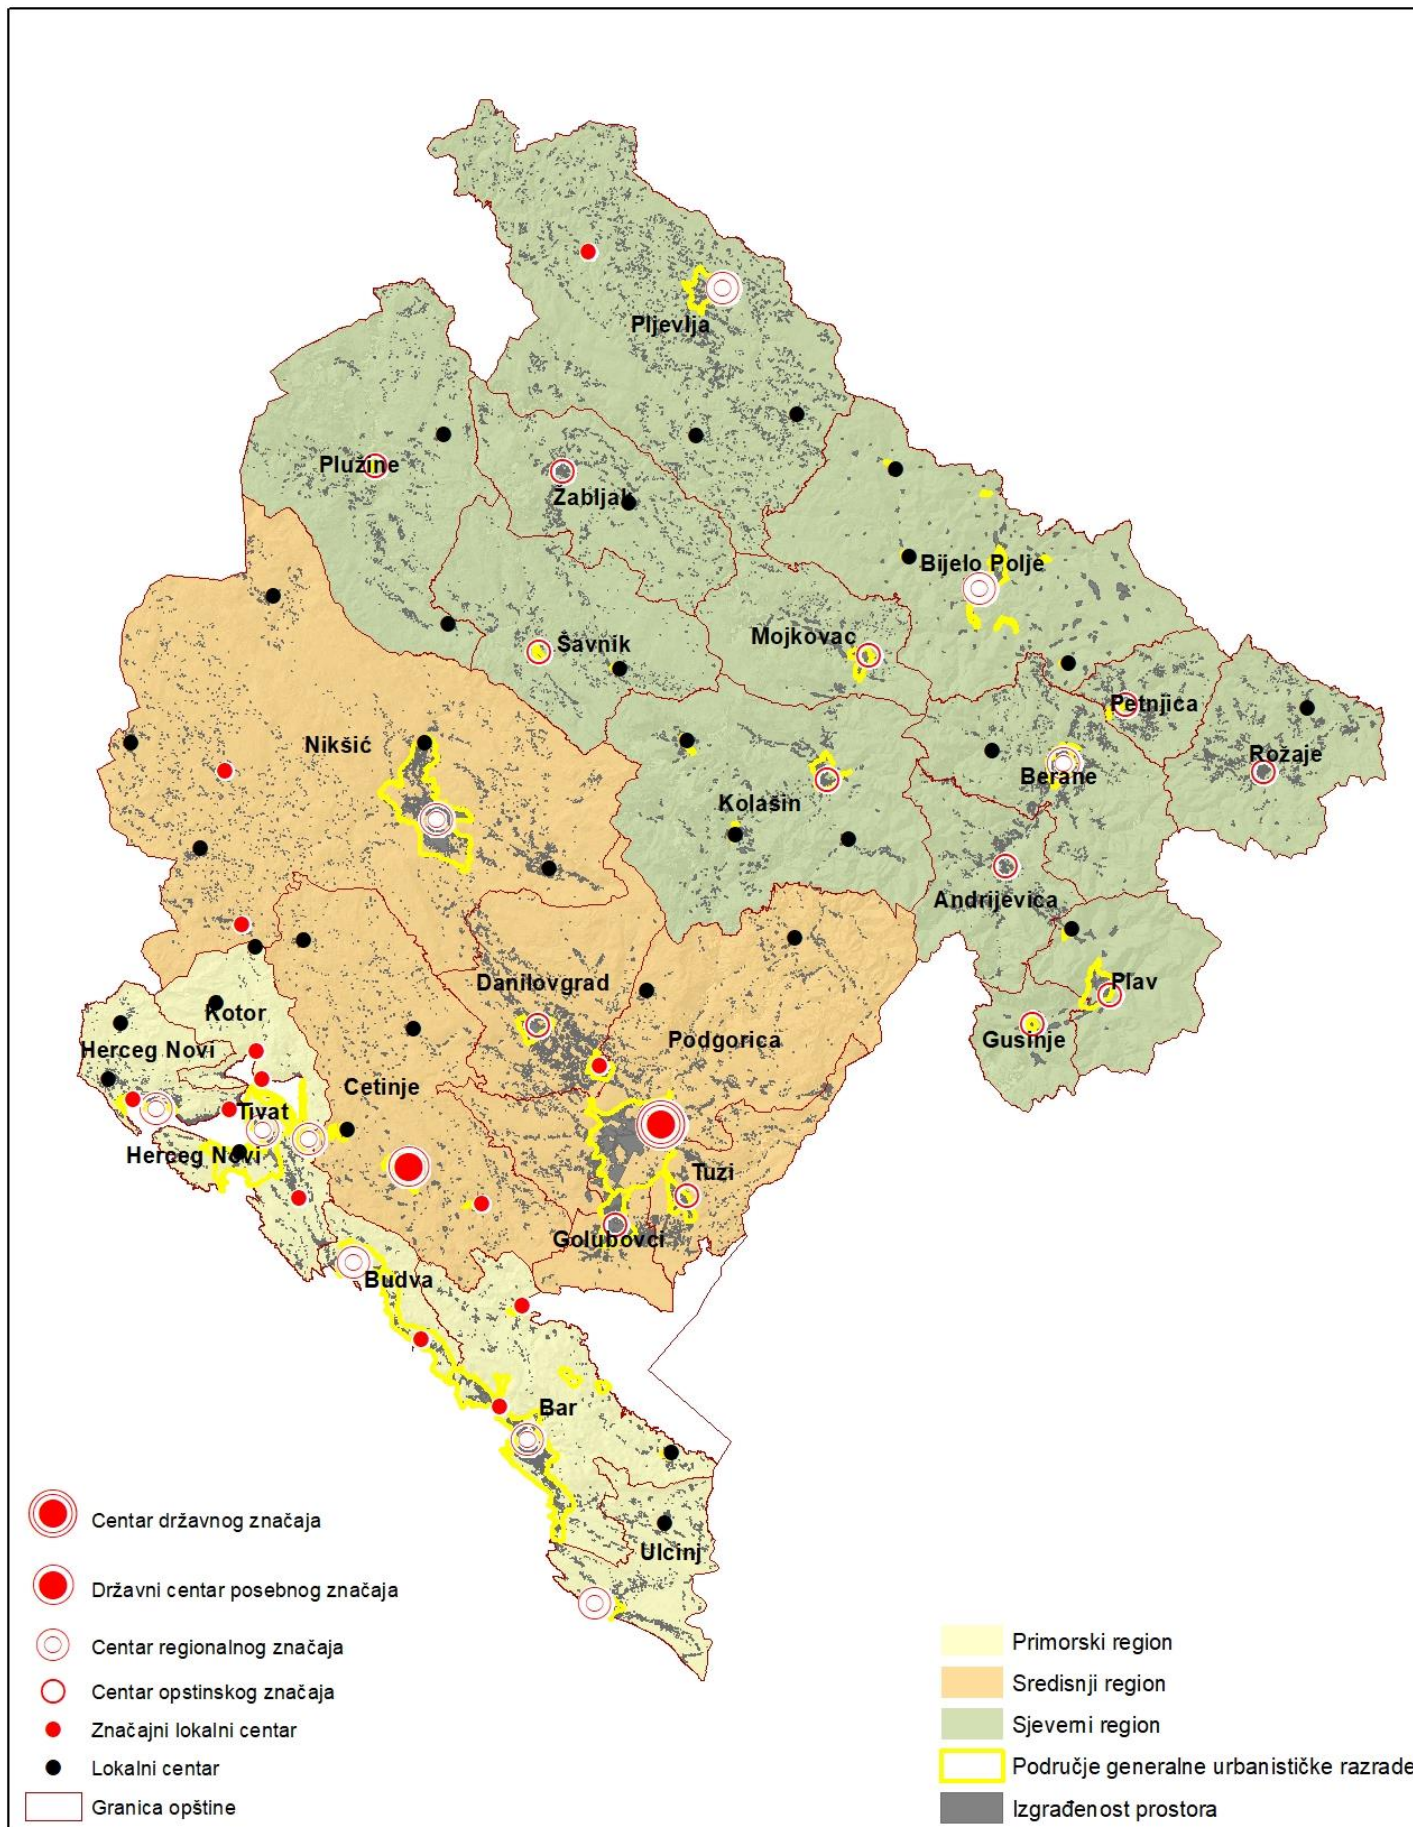 Pljevlja
Plužine
Žabljak
Bijelo Polje
Šavnik
Mojkovac
Petnjica
Nikšić
Rožaje
Berane
Kolašin
Andrijevica
Danilovgrad
Plav
Kotor
Podgorica
Gusinje
Herceg Novi
Cetinje
Tivat
Herceg Novi
Tuzi
Golubovci
Budva
Bar
Ulcinj
Centar državnog značaja
Državni centar posebnog značaja
Centar regionalnog značaja
Centar opstinskog značaja
Značajni lokalni centar
Lokalni centar
Granica opštine
Primorski region
Sredisnji region
Sjeverni region
Područje generalne urbanističke razrade
Izgrađenost prostora